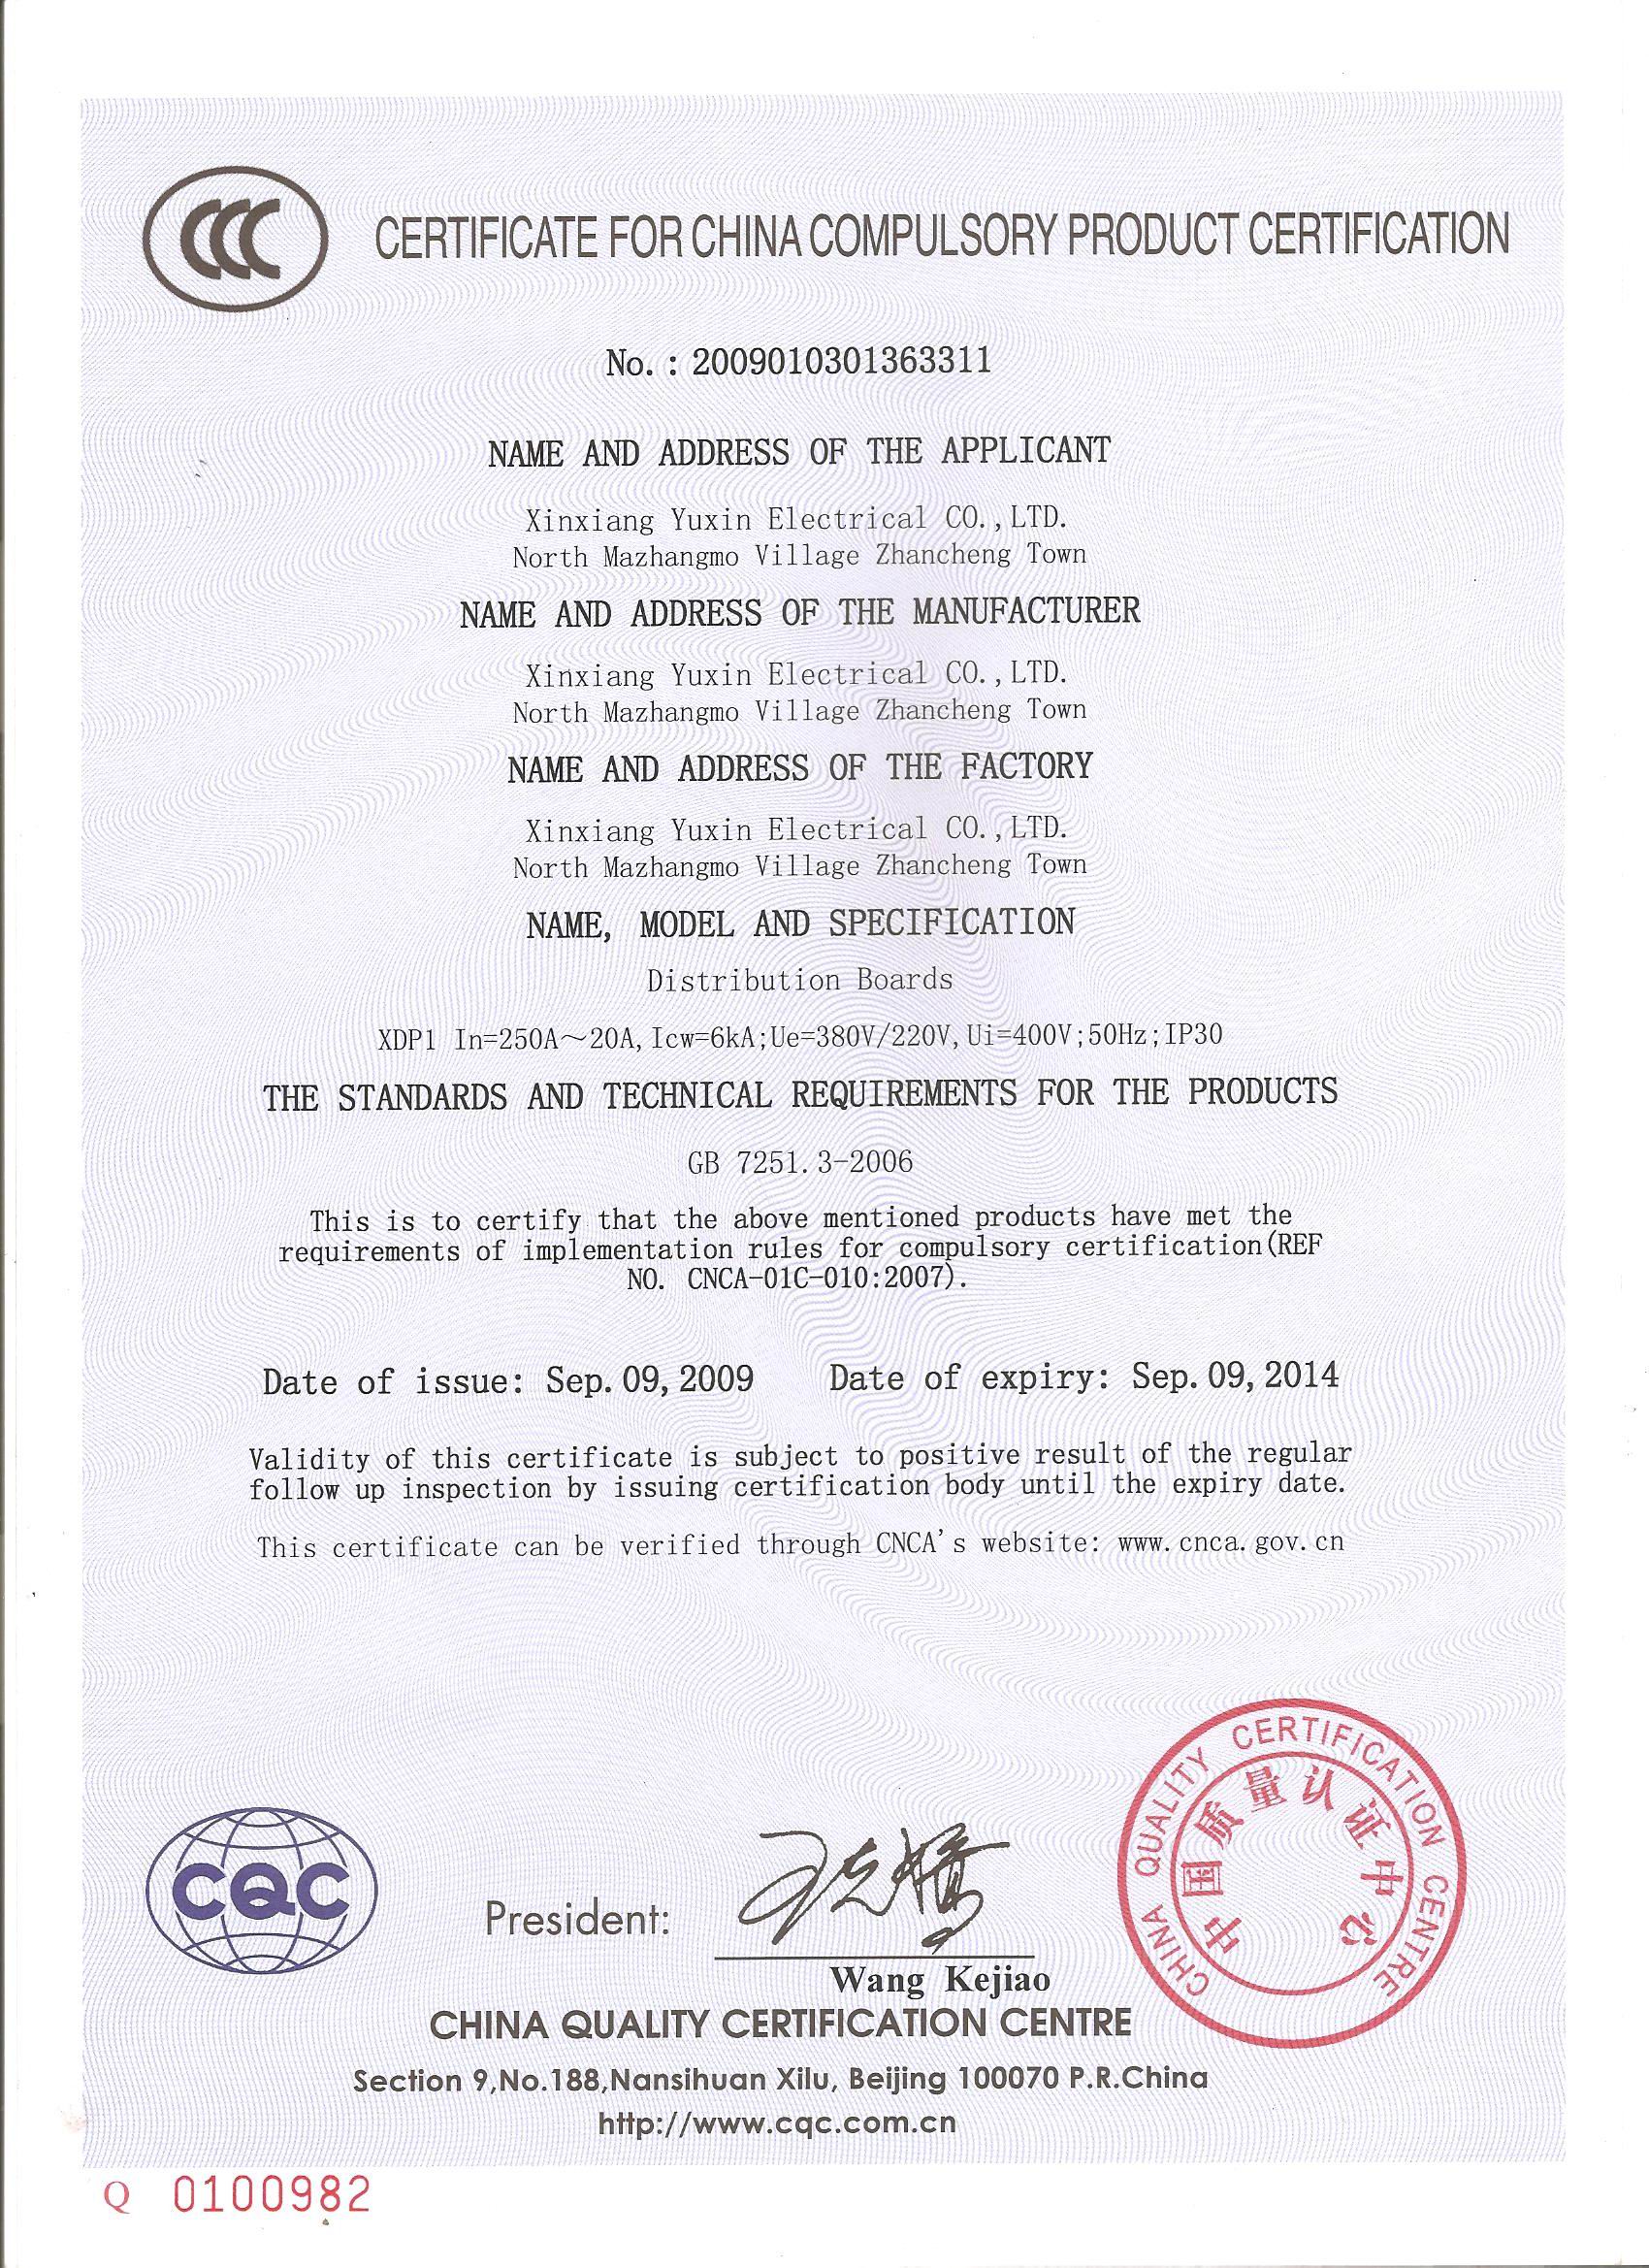 CCC
CERTIFICATE FOR CHINA COMPULSORY PRODUCT CERTIFICATION
No. : 2009010301363311
NAME AND ADDRESS OF THE APPLICANT
Xinxiang Yuxin Electrical CO.,LTD.
North Mazhangmo Village Zhancheng Town
NAME AND ADDRESS OF THE MANUFACTURER
Xinxiang Yuxin Electrical CO.,LTD.
North Mazhangmo Village Zhancheng Town
NAME AND ADDRESS OF THE FACTORY
Xinxiang Yuxin Electrical CO.,LTD.
North Mazhangmo Village Zhancheng Town
NAME, MODEL AND SPECIFICATION
Distribution Boards
XDP1 In=250A～20A, Icw=6kA;Ue=380V/220V, Ui=400V;50Hz;IP30
THE STANDARDS AND TECHNICAL REQUIREMENTS FOR THE PRODUCTS
GB 7251.3-2006
This is to certify that the above mentioned products have met the
requirements of implementation rules for compulsory certification(REF
NO. CNCA-01C-010:2007).
Date of issue: Sep. 09, 2009 Date of expiry: Sep. 09, 2014
Validity of this certificate is subject to positive result of the regular
follow up inspection by issuing certification body until the expiry date.
This certificate can be verified through CNCA's website: www.cnca.gov.cn
CHINA QUALITY CERTIFICATION CENTRE
中国质量认证中心
CQC
President: 王克娇
Wang Kejiao
CHINA QUALITY CERTIFICATION CENTRE
Section 9,No.188,Nansihuan Xilu, Beijing 100070 P.R.China
http://www.cqc.com.cn
Q 0100982